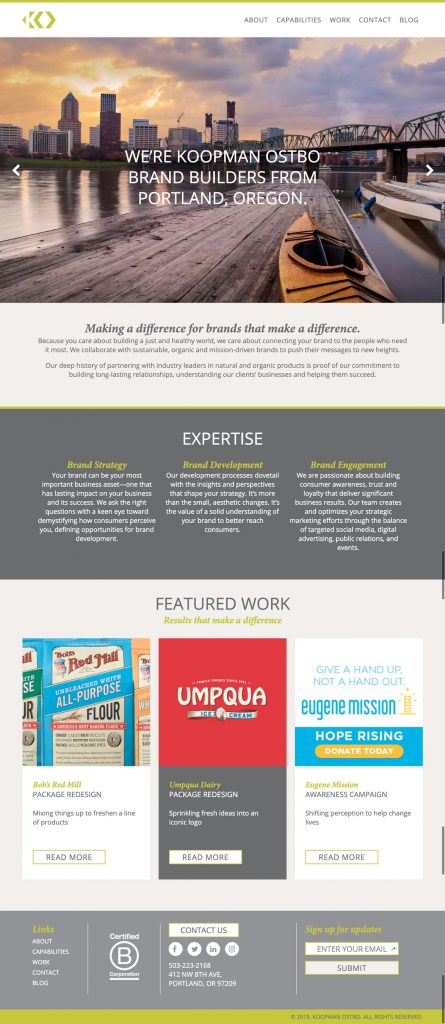 KO
ABOUT CAPABILITIES WORK CONTACT BLOG
WE'RE KOOPMAN OSTBO
BRAND BUILDERS FROM
PORTLAND, OREGON.
Making a difference for brands that make a difference.
Because you care about building a just and healthy world, we care about connecting your brand to the people who need
it most. We collaborate with sustainable, organic and mission-driven brands to push their messages to new heights.
Our deep history of partnering with industry leaders in natural and organic products is proof of our commitment to
building long-lasting relationships, understanding our clients' businesses and helping them succeed.
EXPERTISE
Brand Strategy
Your brand can be your most
important business asset—one that
has lasting impact on your business
and its success. We ask the right
questions with a keen eye toward
demystifying how consumers perceive
you, defining opportunities for brand
development.
Brand Development
Our development processes dovetail
with the insights and perspectives
that shape your strategy. It's more
than the small, aesthetic changes. It's
the value of a solid understanding of
your brand to better reach
consumers.
Brand Engagement
We are passionate about building
consumer awareness, trust and
loyalty that deliver significant
business results. Our team creates
and optimizes your strategic
marketing efforts through the balance
of targeted social media, digital
advertising, public relations, and
events.
FEATURED WORK
Results that make a difference
Bob's
Red Mill
UNBLEACHED WHITE
ALL-PURPOSE
FLOUR
AMERICA'S BEST BAKING FLOUR
Bob's Red Mill
PACKAGE REDESIGN
Mixing things up to freshen a line
of products
READ MORE
UMPQUA
ICE CREAM
Umpqua Dairy
PACKAGE REDESIGN
Sprinkling fresh ideas into an
iconic logo
READ MORE
GIVE A HAND UP,
NOT A HAND OUT.
eugene mission
HOPE RISING
DONATE TODAY
Eugene Mission
AWARENESS CAMPAIGN
Shifting perception to help change
lives
READ MORE
Links
ABOUT
CAPABILITIES
WORK
CONTACT
BLOG
Certified
B
Corporation
CONTACT US
503-223-2168
412 NW 8TH AVE,
PORTLAND, OR 97209
Sign up for updates
ENTER YOUR EMAIL
SUBMIT
© 2019. KOOPMAN OSTBO. ALL RIGHTS RESERVED.